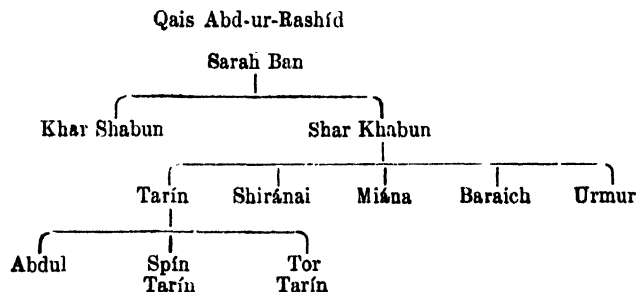 Qais Abd-ur-Rashíd
Sarah Ban
Khar Shabun Shar Khabun
Tarín Shiránai Miána Baraich Urmur
Abdul Spín Tor
Tarín Tarín